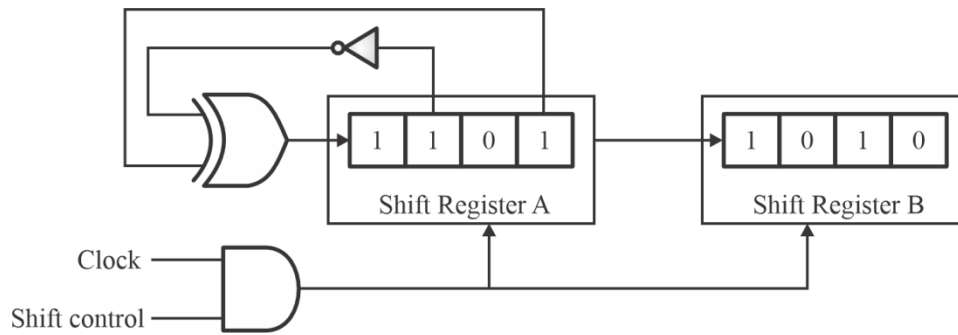 1 1 0 1
1 0 1 0
Shift Register A
Shift Register B
Clock
Shift control